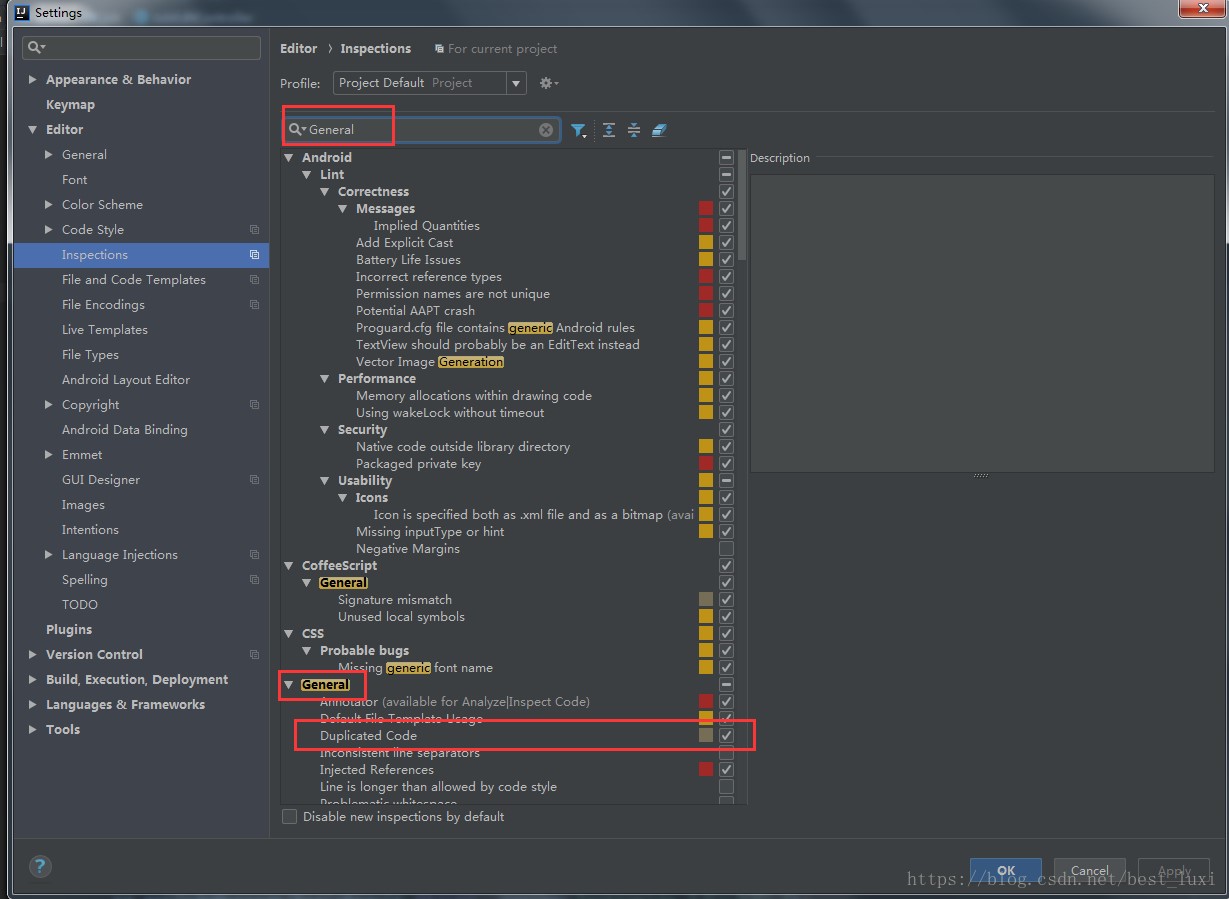 Settings
Appearance & Behavior
Keymap
Editor
General
Font
Color Scheme
Code Style
Inspections
File and Code Templates
File Encodings
Live Templates
File Types
Android Layout Editor
Copyright
Android Data Binding
Emmet
GUI Designer
Images
Intentions
Language Injections
Spelling
TODO
Plugins
Version Control
Build, Execution, Deployment
Languages & Frameworks
Tools
Editor › Inspections For current project
Profile: Project Default Project
General
Android
Lint
Correctness
Messages
Implied Quantities
Add Explicit Cast
Battery Life Issues
Incorrect reference types
Permission names are not unique
Potential AAPT crash
Proguard.cfg file contains generic Android rules
TextView should probably be an EditText instead
Vector Image Generation
Performance
Memory allocations within drawing code
Using wakeLock without timeout
Security
Native code outside library directory
Packaged private key
Usability
Icons
Icon is specified both as .xml file and as a bitmap (avai
Missing inputType or hint
Negative Margins
CoffeeScript
General
Signature mismatch
Unused local symbols
CSS
Probable bugs
Missing generic font name
General
Annotator (available for Analyze|Inspect Code)
Default File Template Usage
Duplicated Code
Inconsistent line separators
Injected References
Line is longer than allowed by code style
Problematic whitespace
Disable new inspections by default
Description
?
OK Cancel Apply
https://blog.csdn.net/best_luxi